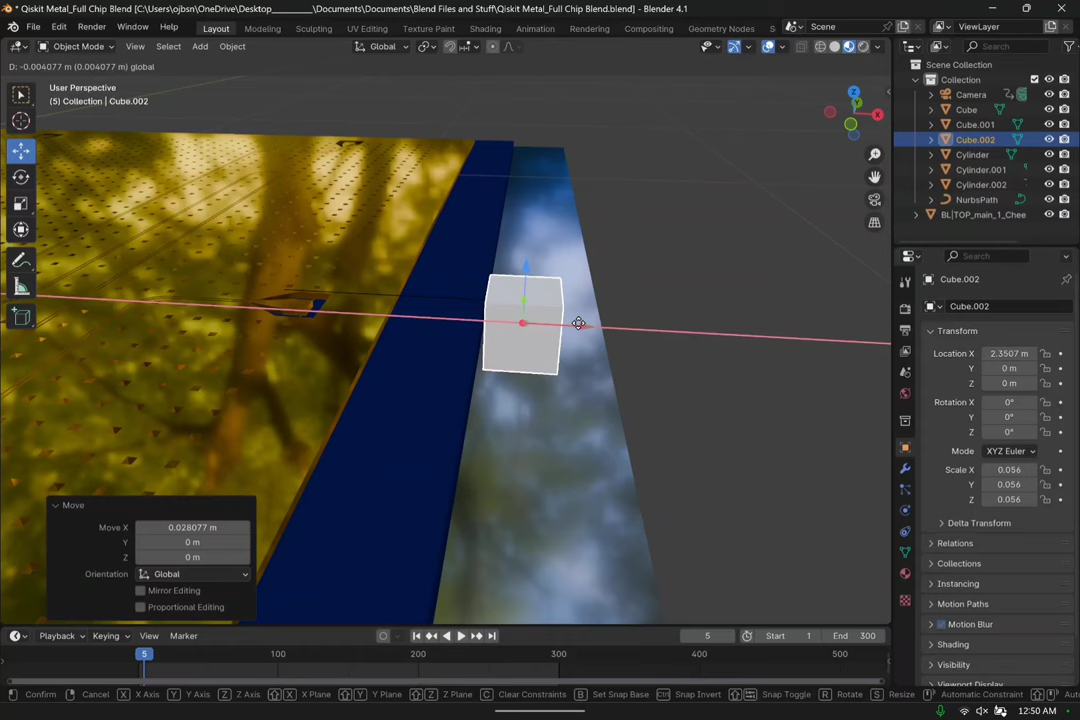 * Qiskit Metal_Full Chip Blend [C:\Users\ojbsn\OneDrive\Desktop_________\Documents\Documents\Blend Files and Stuff\Qiskit Metal_Full Chip Blend.blend] - Blender 4.1
File Edit Render Window Help Layout Modeling Sculpting UV Editing Texture Paint Shading Animation Rendering Compositing Geometry Nodes Scene ViewLayer
Object Mode View Select Add Object Global Search
D: -0.004077 m (0.004077 m) global
User Perspective
(5) Collection | Cube.002
Z
Y
X
Scene Collection
Collection
Camera
Cube
Cube.001
Cube.002
Cylinder
Cylinder.001
Cylinder.002
NurbsPath
BL|TOP_main_1_Chee
Search
Cube.002
Cube.002
Transform
Location X 2.3507 m
Y 0 m
Z 0 m
Rotation X 0°
Y 0°
Z 0°
Mode XYZ Euler
Scale X 0.056
Y 0.056
Z 0.056
Delta Transform
Relations
Collections
Instancing
Motion Paths
Motion Blur
Shading
Visibility
Viewport Display
Move
Move X 0.028077 m
Y 0 m
Z 0 m
Orientation Global
Mirror Editing
Proportional Editing
Playback Keying View Marker 5 Start 1 End 300
5 100 200 300 400 500
Confirm Cancel X X Axis Y Y Axis Z Z Axis X X Plane Y Y Plane Z Z Plane C Clear Constraints B Set Snap Base Ctrl Snap Invert Snap Toggle R Rotate S Resize Automatic Constraint Auto
12:50 AM